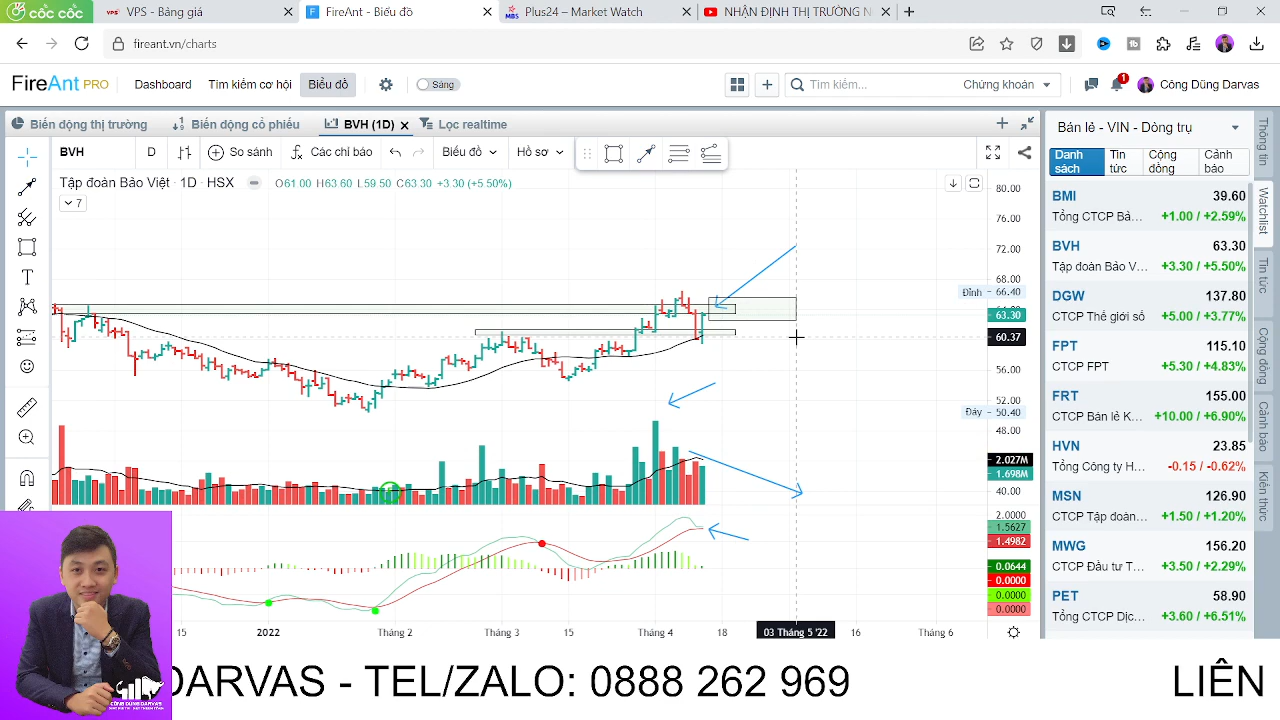 cốc cốc
VPS - Bảng giá
FireAnt - Biểu đồ
MBS Plus24 – Market Watch
NHẬN ĐỊNH THỊ TRƯỜNG N
fireant.vn/charts
FireAnt PRO
Dashboard
Tìm kiếm cơ hội
Biểu đồ
Sáng
Tìm kiếm...
Chứng khoán
1
Công Dũng Darvas
Biến động thị trường
Biến động cổ phiếu
BVH (1D)
Lọc realtime
BVH
D
So sánh
Các chỉ báo
Biểu đồ
Hồ sơ
Tập đoàn Bảo Việt · 1D · HSX
O61.00 H63.60 L59.50 C63.30 +3.30 (+5.50%)
7
80.00
76.00
72.00
68.00
Đỉnh 66.40
63.30
60.37
56.00
52.00
Đáy 50.40
48.00
2.027M
1.698M
40.00
2.0000
1.5627
1.4982
0.0644
0.0000
0.0000
0.0000
15
2022
Tháng 2
Tháng 3
15
Tháng 4
18
03 Tháng 5 '22
16
Tháng 6
Bán lẻ - VIN - Dòng trụ
Danh sách
Tin tức
Cộng đồng
Cảnh báo
BMI 39.60
Tổng CTCP Bả... +1.00 / +2.59%
BVH 63.30
Tập đoàn Bảo V... +3.30 / +5.50%
DGW 137.80
CTCP Thế giới số +5.00 / +3.77%
FPT 115.10
CTCP FPT +5.30 / +4.83%
FRT 155.00
CTCP Bán lẻ K... +10.00 / +6.90%
HVN 23.85
Tổng Công ty H... -0.15 / -0.62%
MSN 126.90
CTCP Tập đoàn... +1.50 / +1.20%
MWG 156.20
CTCP Đầu tư T... +3.50 / +2.29%
PET 58.90
Tổng CTCP Dịc... +3.60 / +6.51%
Thông tin
Watchlist
Tin tức
Cộng đồng
Cảnh báo
Kiến thức
CÔNG DŨNG DARVAS
DARVAS - TEL/ZALO: 0888 262 969
LIÊN